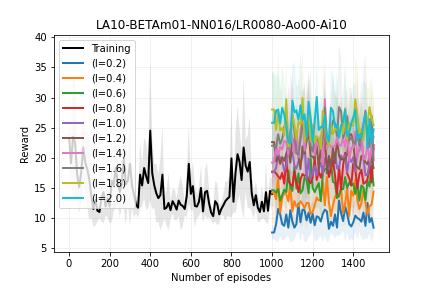 LA10-BETAm01-NN016/LR0080-Ao00-Ai10
40
35
30
25
20
15
10
5
Reward
Training
(l=0.2)
(l=0.4)
(l=0.6)
(l=0.8)
(l=1.0)
(l=1.2)
(l=1.4)
(l=1.6)
(l=1.8)
(l=2.0)
0 200 400 600 800 1000 1200 1400
Number of episodes